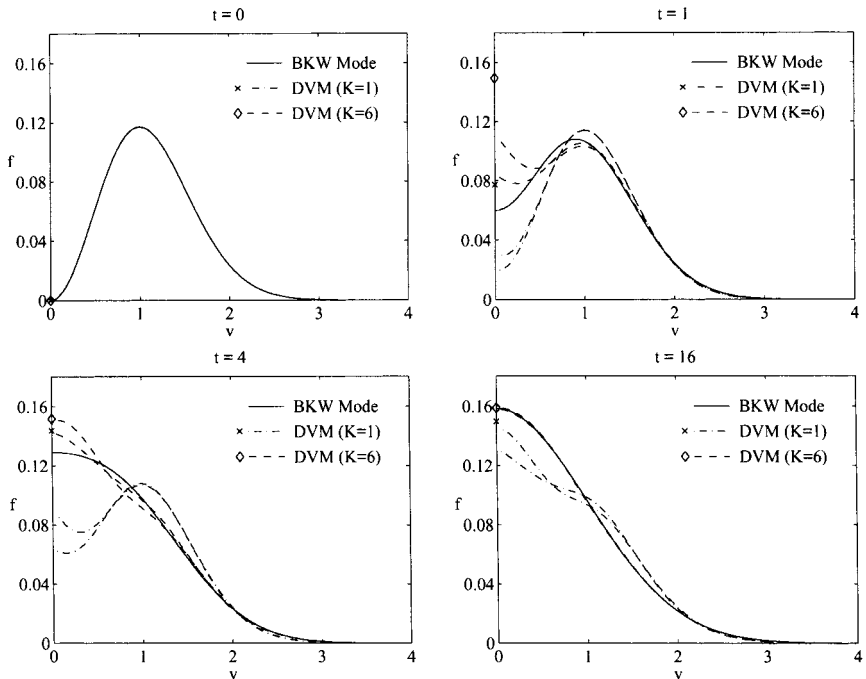 t = 0
0.16
0.12
f
0.08
0.04
0
0 1 2 3 4
v
BKW Mode
DVM (K=1)
DVM (K=6)
t = 1
0.16
0.12
f
0.08
0.04
0
0 1 2 3 4
v
BKW Mode
DVM (K=1)
DVM (K=6)
t = 4
0.16
0.12
f
0.08
0.04
0
0 1 2 3 4
v
BKW Mode
DVM (K=1)
DVM (K=6)
t = 16
0.16
0.12
f
0.08
0.04
0
0 1 2 3 4
v
BKW Mode
DVM (K=1)
DVM (K=6)